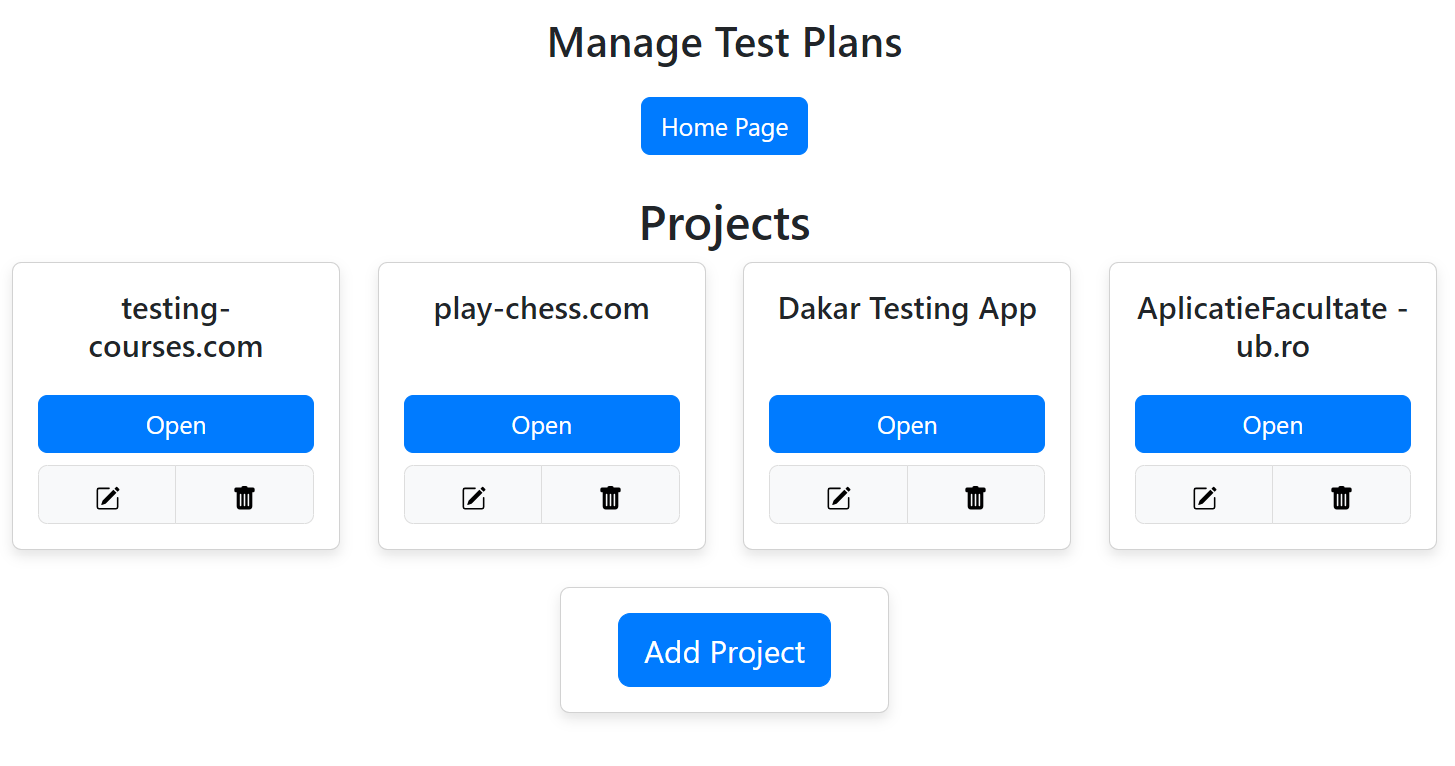 Manage Test Plans
Home Page
Projects
testing-
courses.com
Open
play-chess.com
Open
Dakar Testing App
Open
AplicatieFacultate -
ub.ro
Open
Add Project